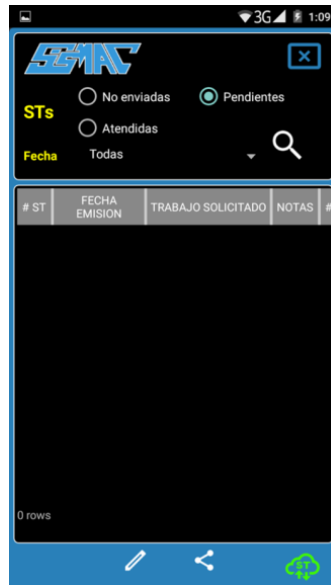 3G 1:09
SGMAC
No enviadas Pendientes
STs
Atendidas
Fecha Todas
# ST FECHA EMISION TRABAJO SOLICITADO NOTAS #
0 rows
ST